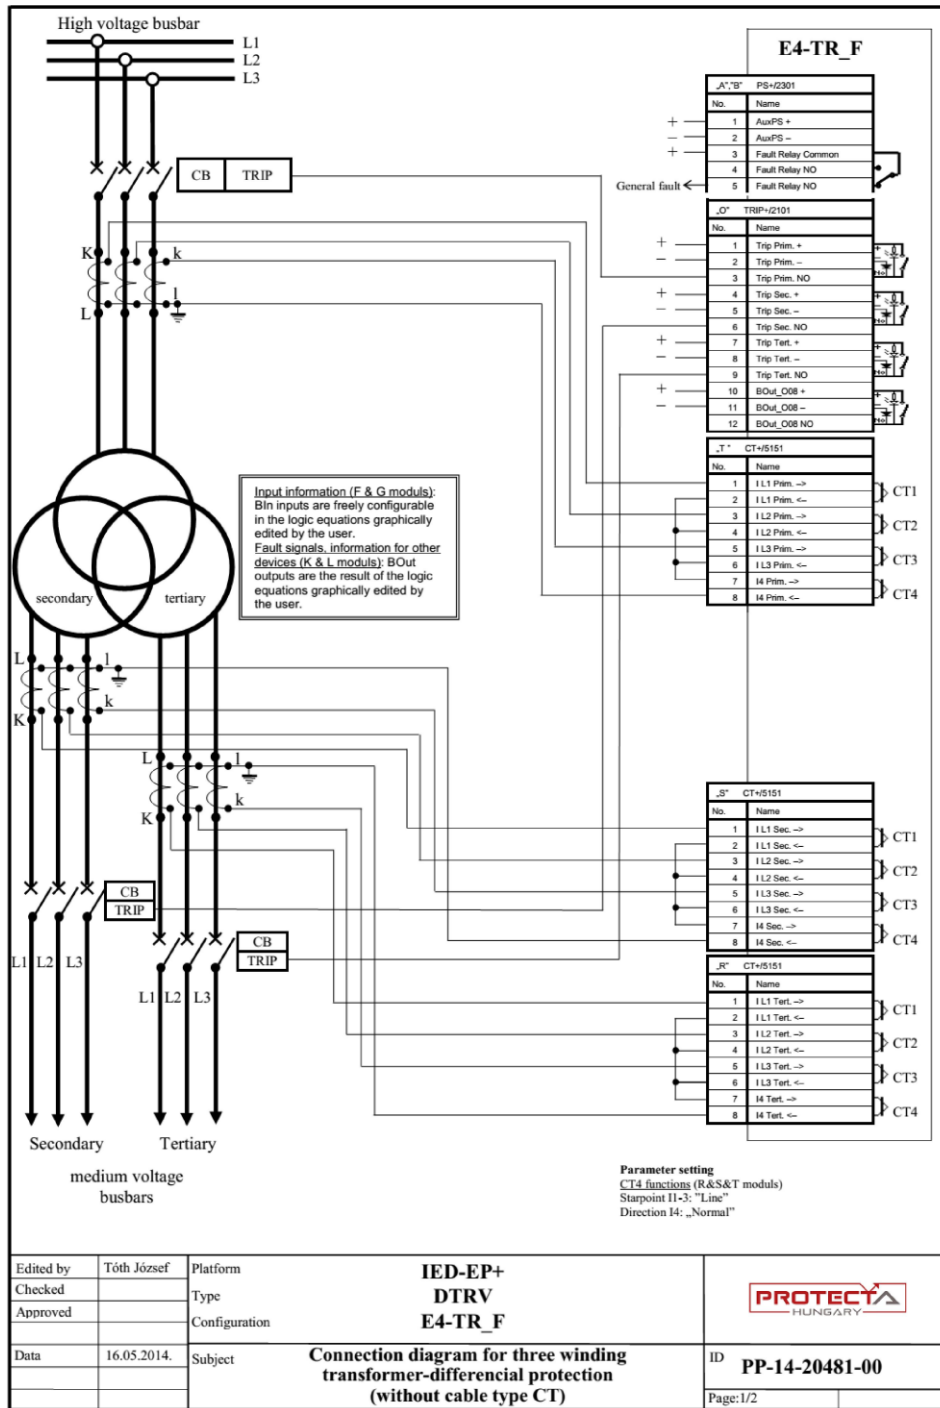 High voltage busbar
L1
L2
L3
E4-TR_F
„A”,"B" PS+/2301
No. Name
1 AuxPS +
2 AuxPS –
3 Fault Relay Common
4 Fault Relay NO
5 Fault Relay NO
+
–
+
General fault
CB TRIP
„O" TRIP+/2101
No. Name
1 Trip Prim. +
2 Trip Prim. –
3 Trip Prim. NO
4 Trip Sec. +
5 Trip Sec. –
6 Trip Sec. NO
7 Trip Tert. +
8 Trip Tert. –
9 Trip Tert. NO
10 BOut_O08 +
11 BOut_O08 –
12 BOut_O08 NO
+
–
+
–
+
–
+
–
K k
L l
„T " CT+/5151
No. Name
1 I L1 Prim. –>
2 I L1 Prim. <–
3 I L2 Prim. –>
4 I L2 Prim. <–
5 I L3 Prim. –>
6 I L3 Prim. <–
7 I4 Prim. –>
8 I4 Prim. <–
CT1
CT2
CT3
CT4
Input information (F & G moduls):
BIn inputs are freely configurable
in the logic equations graphically
edited by the user.
Fault signals, information for other
devices (K & L moduls): BOut
outputs are the result of the logic
equations graphically edited by
the user.
secondary tertiary
L l
K k
L l
K k
„S" CT+/5151
No. Name
1 I L1 Sec. –>
2 I L1 Sec. <–
3 I L2 Sec. –>
4 I L2 Sec. <–
5 I L3 Sec. –>
6 I L3 Sec. <–
7 I4 Sec. –>
8 I4 Sec. <–
CT1
CT2
CT3
CT4
CB
TRIP
CB
TRIP
L1 L2 L3
L1 L2 L3
„R" CT+/5151
No. Name
1 I L1 Tert. –>
2 I L1 Tert. <–
3 I L2 Tert. –>
4 I L2 Tert. <–
5 I L3 Tert. –>
6 I L3 Tert. <–
7 I4 Tert. –>
8 I4 Tert. <–
CT1
CT2
CT3
CT4
Secondary Tertiary
medium voltage
busbars
Parameter setting
CT4 functions (R&S&T moduls)
Starpoint I1-3: "Line"
Direction I4: „Normal”
Edited by Tóth József
Checked
Approved
Data 16.05.2014.
Platform IED-EP+
Type DTRV
Configuration E4-TR_F
Subject Connection diagram for three winding
transformer-differencial protection
(without cable type CT)
PROTECTA
HUNGARY
ID PP-14-20481-00
Page:1/2